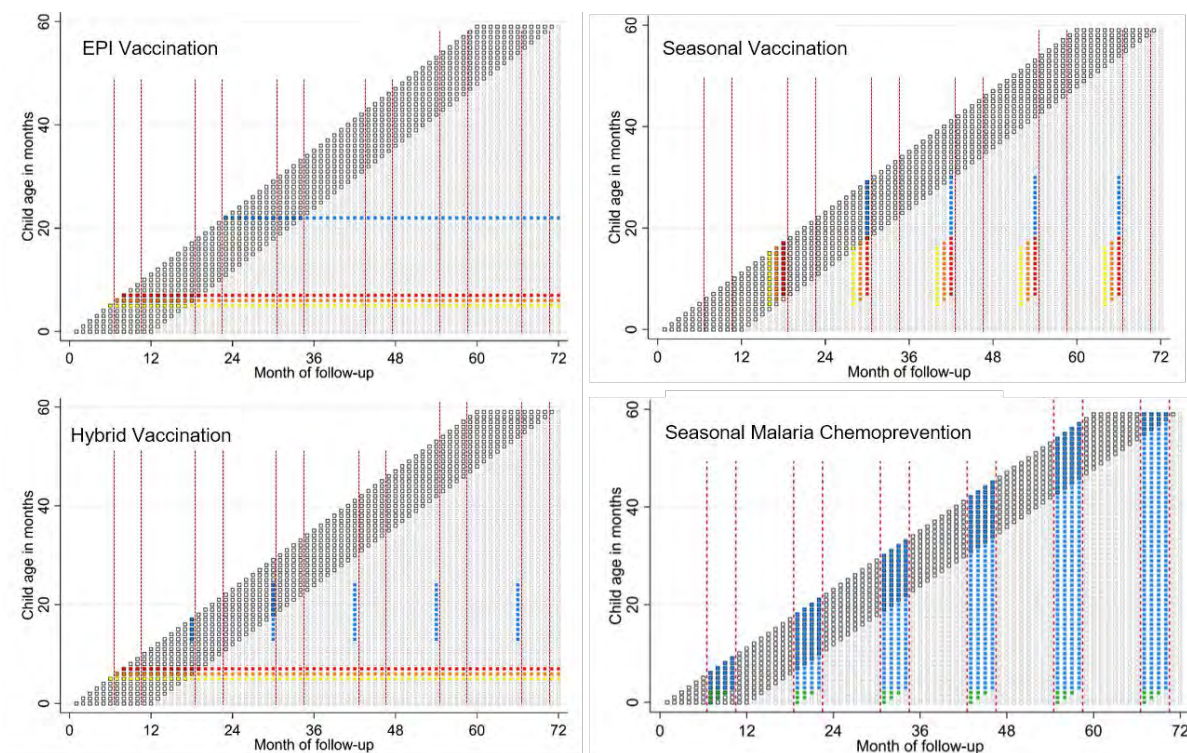 EPI Vaccination
Child age in months
60
40
20
0
0 12 24 36 48 60 72
Month of follow-up
Seasonal Vaccination
Child age in months
60
40
20
0
0 12 24 36 48 60 72
Month of follow-up
Hybrid Vaccination
Child age in months
60
40
20
0
0 12 24 36 48 60 72
Month of follow-up
Seasonal Malaria Chemoprevention
Child age in months
60
40
20
0
0 12 24 36 48 60 72
Month of follow-up